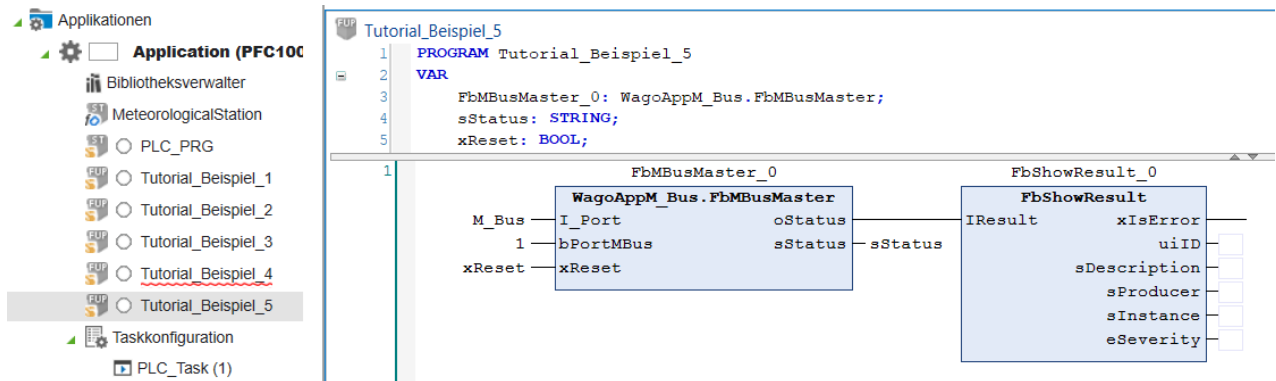 Applikationen
Application (PFC100
Bibliotheksverwalter
MeteorologicalStation
PLC_PRG
Tutorial_Beispiel_1
Tutorial_Beispiel_2
Tutorial_Beispiel_3
Tutorial_Beispiel_4
Tutorial_Beispiel_5
Taskkonfiguration
PLC_Task (1)
FUP Tutorial_Beispiel_5
1 PROGRAM Tutorial_Beispiel_5
2 VAR
3 FbMBusMaster_0: WagoAppM_Bus.FbMBusMaster;
4 sStatus: STRING;
5 xReset: BOOL;
1
FbMBusMaster_0 FbShowResult_0
WagoAppM_Bus.FbMBusMaster FbShowResult
M_Bus I_Port oStatus IResult xIsError
1 bPortMBus sStatus sStatus uiID
xReset xReset sDescription
sProducer
sInstance
eSeverity